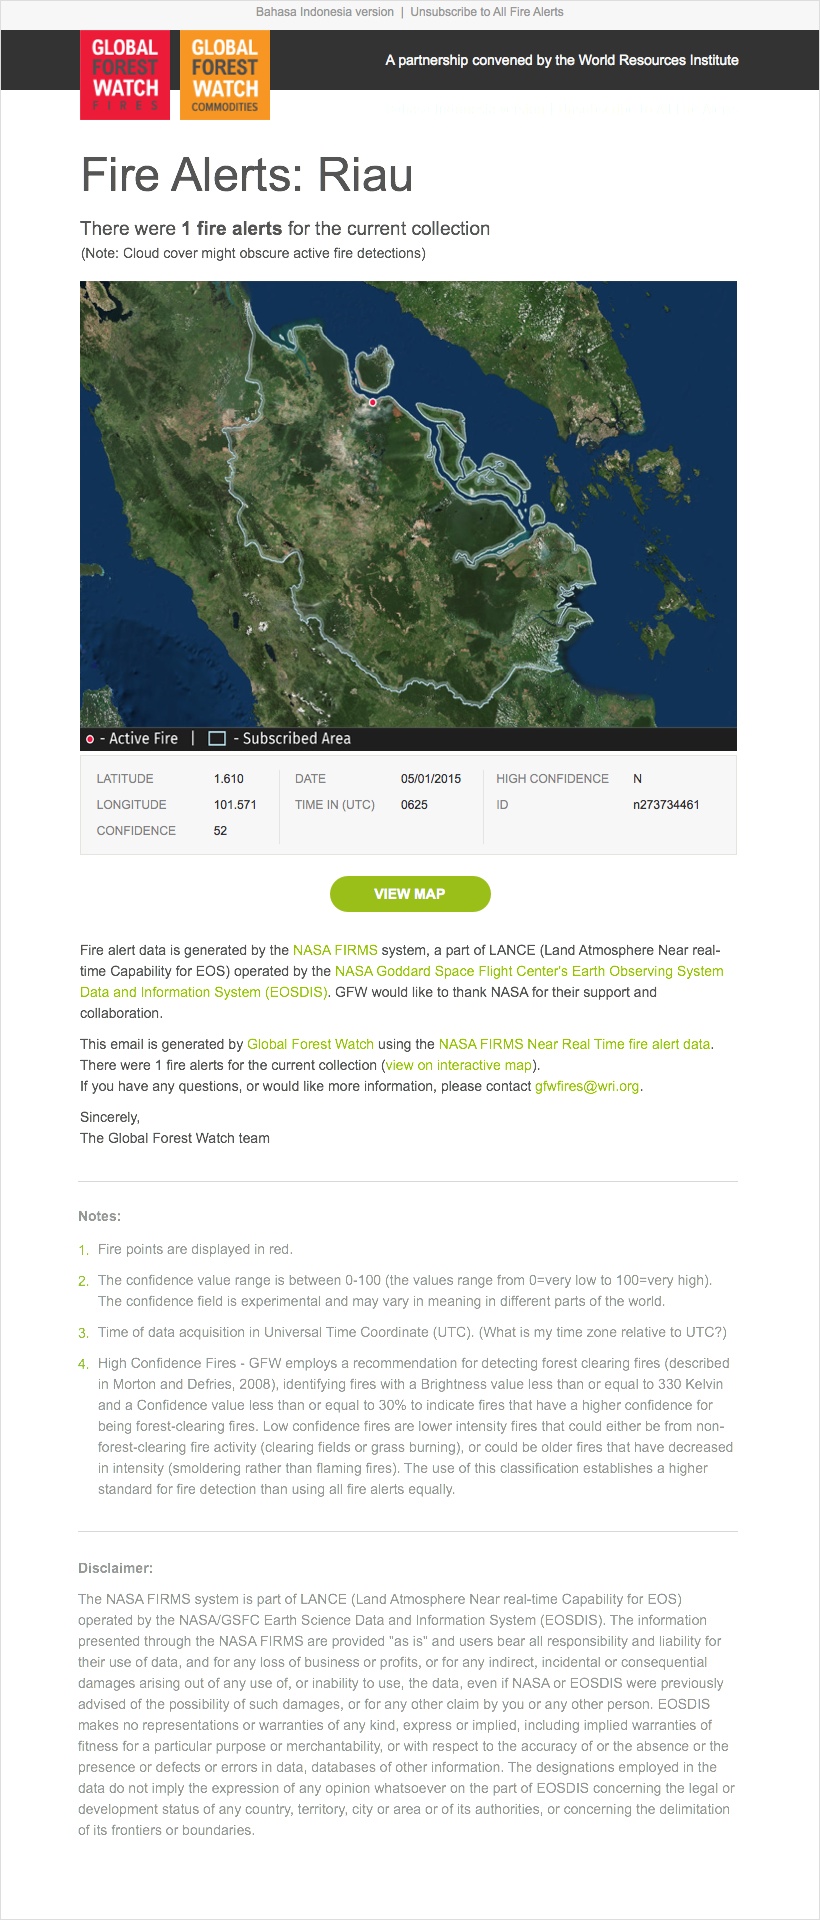 Bahasa Indonesia version | Unsubscribe to All Fire Alerts
GLOBAL
FOREST
WATCH
FIRES
GLOBAL
FOREST
WATCH
COMMODITIES
A partnership convened by the World Resources Institute
Fire Alerts: Riau
There were 1 fire alerts for the current collection
(Note: Cloud cover might obscure active fire detections)
- Active Fire | - Subscribed Area
LATITUDE 1.610 DATE 05/01/2015 HIGH CONFIDENCE N
LONGITUDE 101.571 TIME IN (UTC) 0625 ID n273734461
CONFIDENCE 52
VIEW MAP
Fire alert data is generated by the NASA FIRMS system, a part of LANCE (Land Atmosphere Near real-
time Capability for EOS) operated by the NASA Goddard Space Flight Center's Earth Observing System
Data and Information System (EOSDIS). GFW would like to thank NASA for their support and
collaboration.
This email is generated by Global Forest Watch using the NASA FIRMS Near Real Time fire alert data.
There were 1 fire alerts for the current collection (view on interactive map).
If you have any questions, or would like more information, please contact gfwfires@wri.org.
Sincerely,
The Global Forest Watch team
Notes:
1. Fire points are displayed in red.
2. The confidence value range is between 0-100 (the values range from 0=very low to 100=very high).
The confidence field is experimental and may vary in meaning in different parts of the world.
3. Time of data acquisition in Universal Time Coordinate (UTC). (What is my time zone relative to UTC?)
4. High Confidence Fires - GFW employs a recommendation for detecting forest clearing fires (described
in Morton and Defries, 2008), identifying fires with a Brightness value less than or equal to 330 Kelvin
and a Confidence value less than or equal to 30% to indicate fires that have a higher confidence for
being forest-clearing fires. Low confidence fires are lower intensity fires that could either be from non-
forest-clearing fire activity (clearing fields or grass burning), or could be older fires that have decreased
in intensity (smoldering rather than flaming fires). The use of this classification establishes a higher
standard for fire detection than using all fire alerts equally.
Disclaimer:
The NASA FIRMS system is part of LANCE (Land Atmosphere Near real-time Capability for EOS)
operated by the NASA/GSFC Earth Science Data and Information System (EOSDIS). The information
presented through the NASA FIRMS are provided "as is" and users bear all responsibility and liability for
their use of data, and for any loss of business or profits, or for any indirect, incidental or consequential
damages arising out of any use of, or inability to use, the data, even if NASA or EOSDIS were previously
advised of the possibility of such damages, or for any other claim by you or any other person. EOSDIS
makes no representations or warranties of any kind, express or implied, including implied warranties of
fitness for a particular purpose or merchantability, or with respect to the accuracy of or the absence or the
presence or defects or errors in data, databases of other information. The designations employed in the
data do not imply the expression of any opinion whatsoever on the part of EOSDIS concerning the legal or
development status of any country, territory, city or area or of its authorities, or concerning the delimitation
of its frontiers or boundaries.